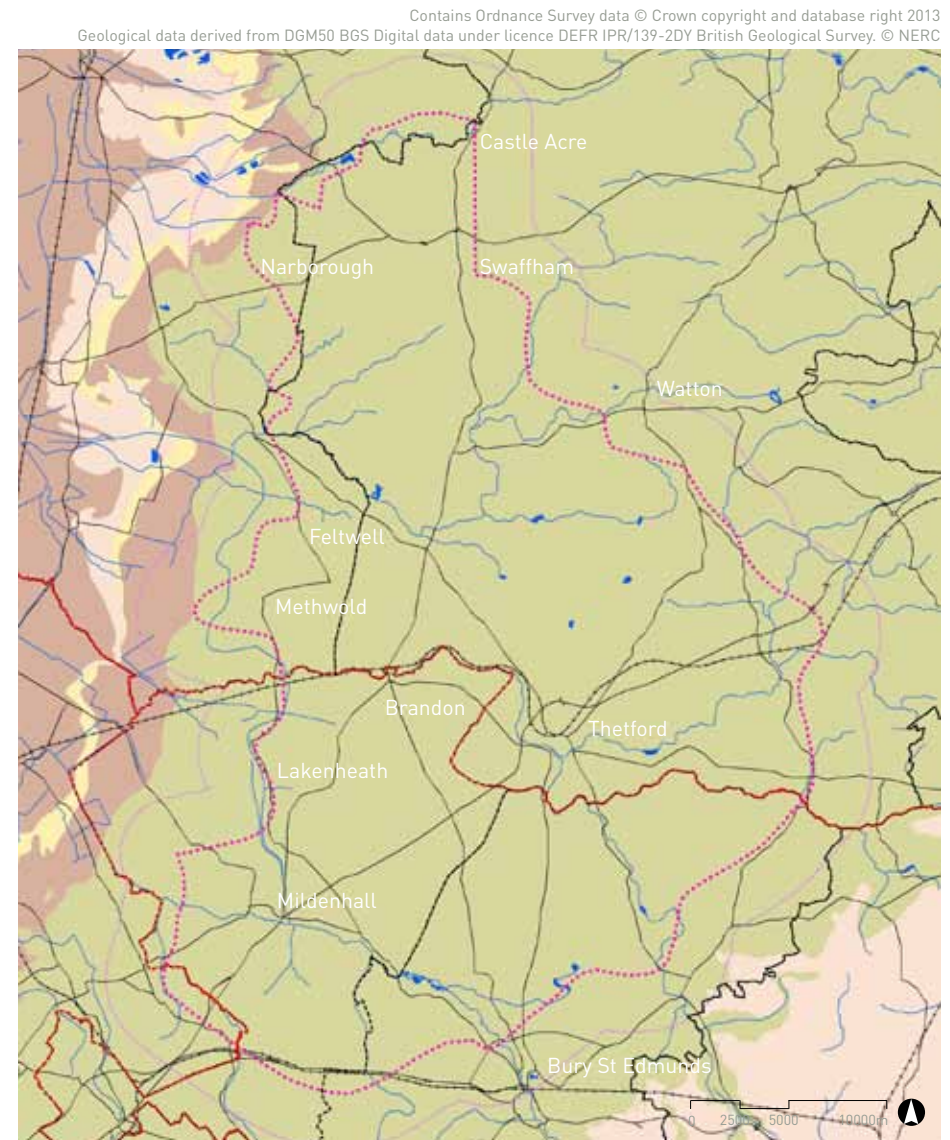 Contains Ordnance Survey data © Crown copyright and database right 2013
Geological data derived from DGM50 BGS Digital data under licence DEFR IPR/139-2DY British Geological Survey. © NERC
Castle Acre
Narborough
Swaffham
Watton
Feltwell
Methwold
Brandon
Thetford
Lakenheath
Mildenhall
Bury St Edmunds
0 2500 5000 10000m